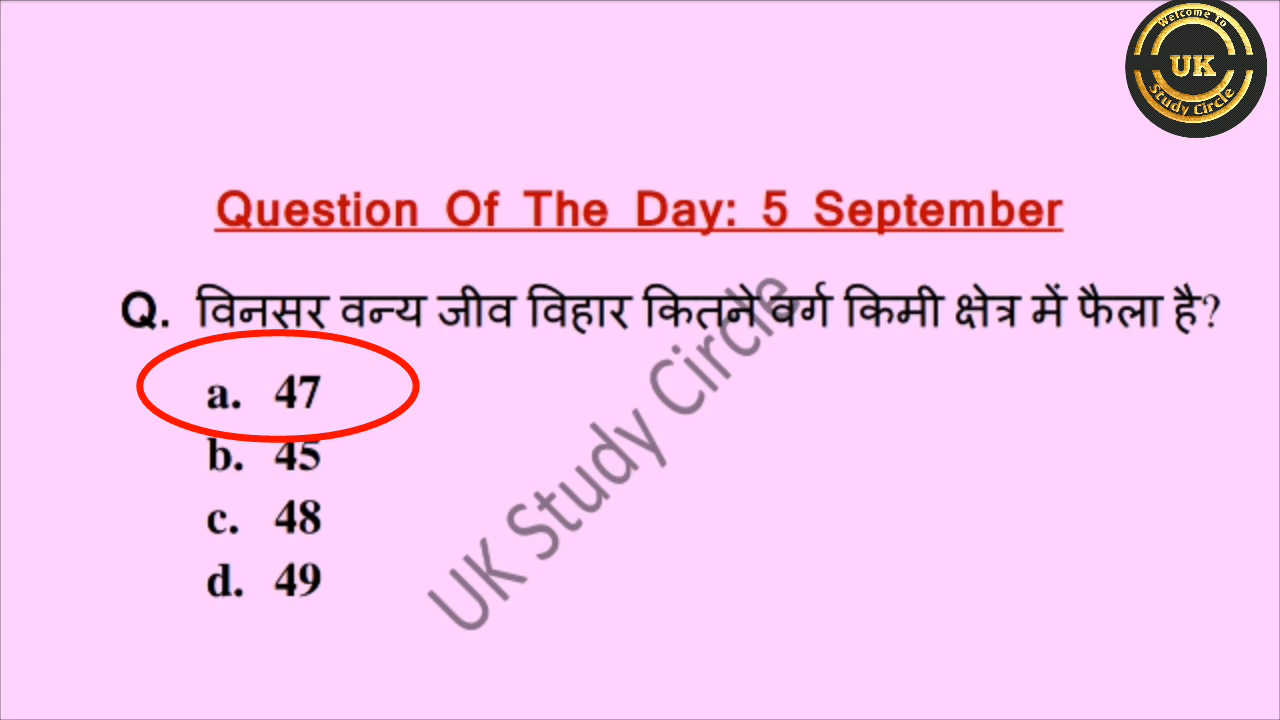 Welcome To
UK
Study Circle
Question Of The Day: 5 September
Q. विनसर वन्य जीव विहार कितने वर्ग किमी क्षेत्र में फैला है?
a. 47
b. 45
c. 48
d. 49
UK Study Circle